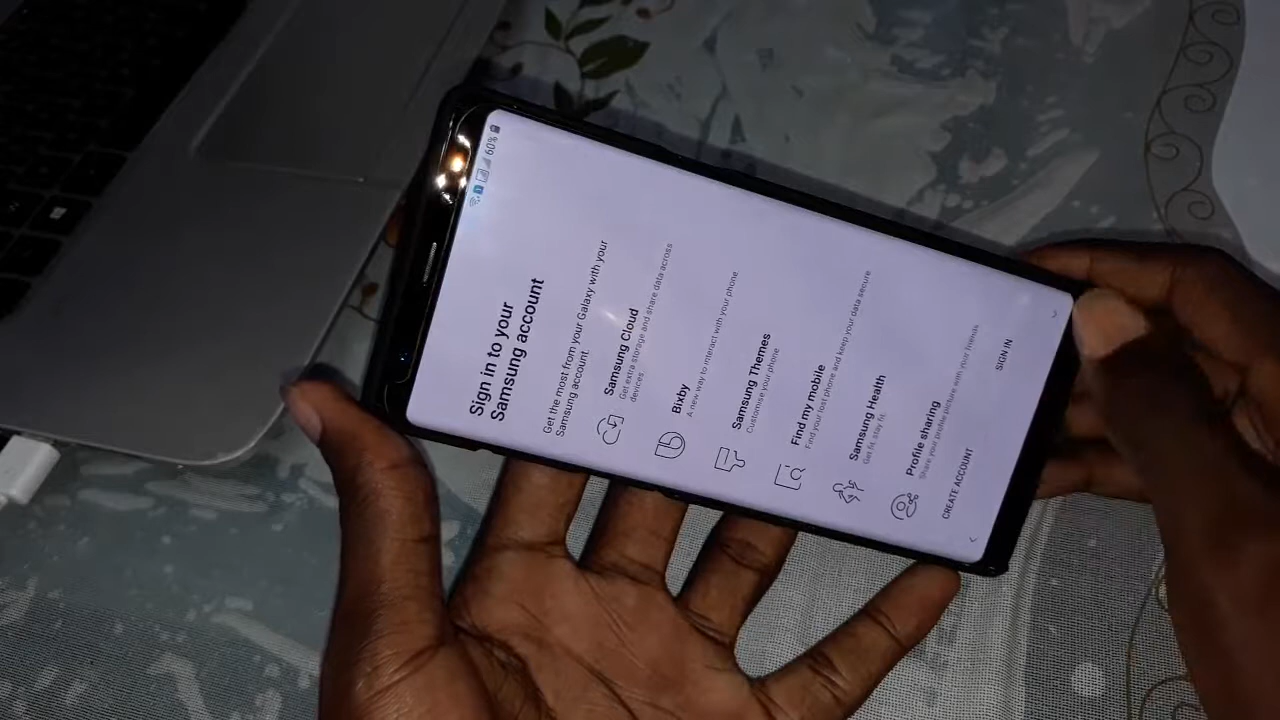 60%
Sign in to your
Samsung account
Get the most from your Galaxy with your
Samsung account.
Samsung Cloud
Get extra storage and share data across
devices.
Bixby
A new way to interact with your phone.
Samsung Themes
Customise your phone
Find my mobile
Find your lost phone and keep your data secure.
Samsung Health
Get fit, stay fit.
Profile sharing
Share your profile picture with your friends.
CREATE ACCOUNT
SIGN IN